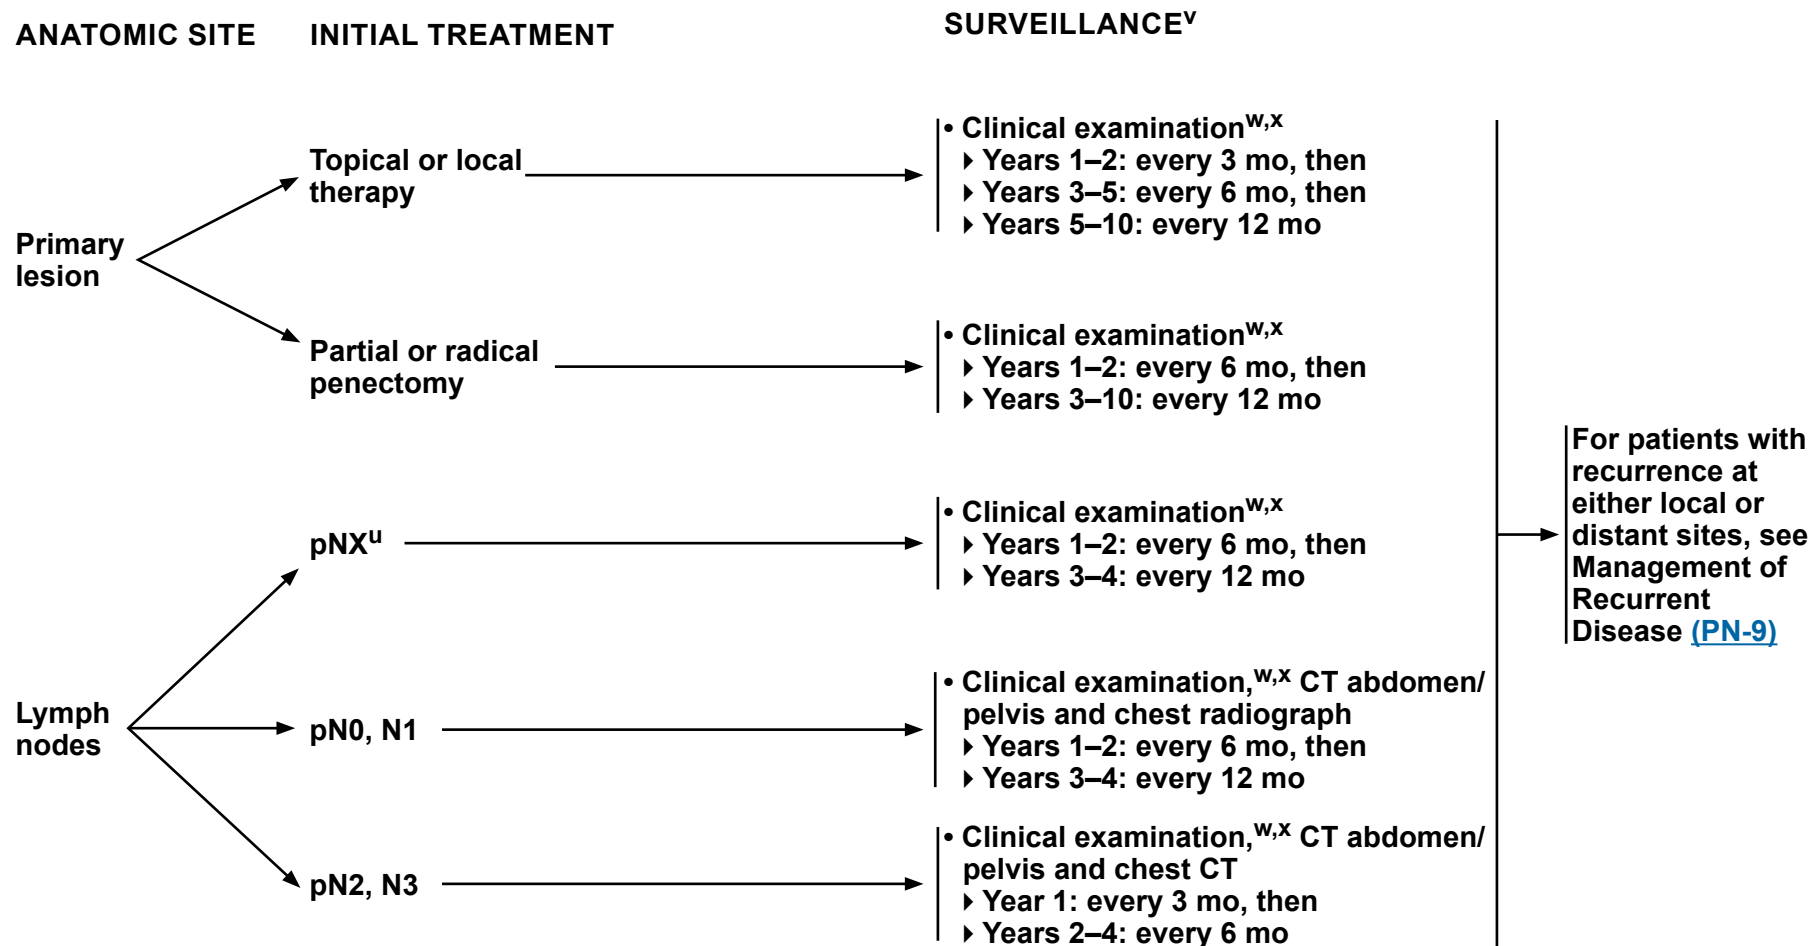 ANATOMIC SITE
INITIAL TREATMENT
SURVEILLANCEᵛ
Primary
lesion
Topical or local
therapy
• Clinical examinationʷ,ˣ
▸ Years 1–2: every 3 mo, then
▸ Years 3–5: every 6 mo, then
▸ Years 5–10: every 12 mo
Partial or radical
penectomy
• Clinical examinationʷ,ˣ
▸ Years 1–2: every 6 mo, then
▸ Years 3–10: every 12 mo
Lymph
nodes
pNXᵘ
• Clinical examinationʷ,ˣ
▸ Years 1–2: every 6 mo, then
▸ Years 3–4: every 12 mo
pN0, N1
• Clinical examination,ʷ,ˣ CT abdomen/
pelvis and chest radiograph
▸ Years 1–2: every 6 mo, then
▸ Years 3–4: every 12 mo
pN2, N3
• Clinical examination,ʷ,ˣ CT abdomen/
pelvis and chest CT
▸ Year 1: every 3 mo, then
▸ Years 2–4: every 6 mo
For patients with
recurrence at
either local or
distant sites, see
Management of
Recurrent
Disease (PN-9)